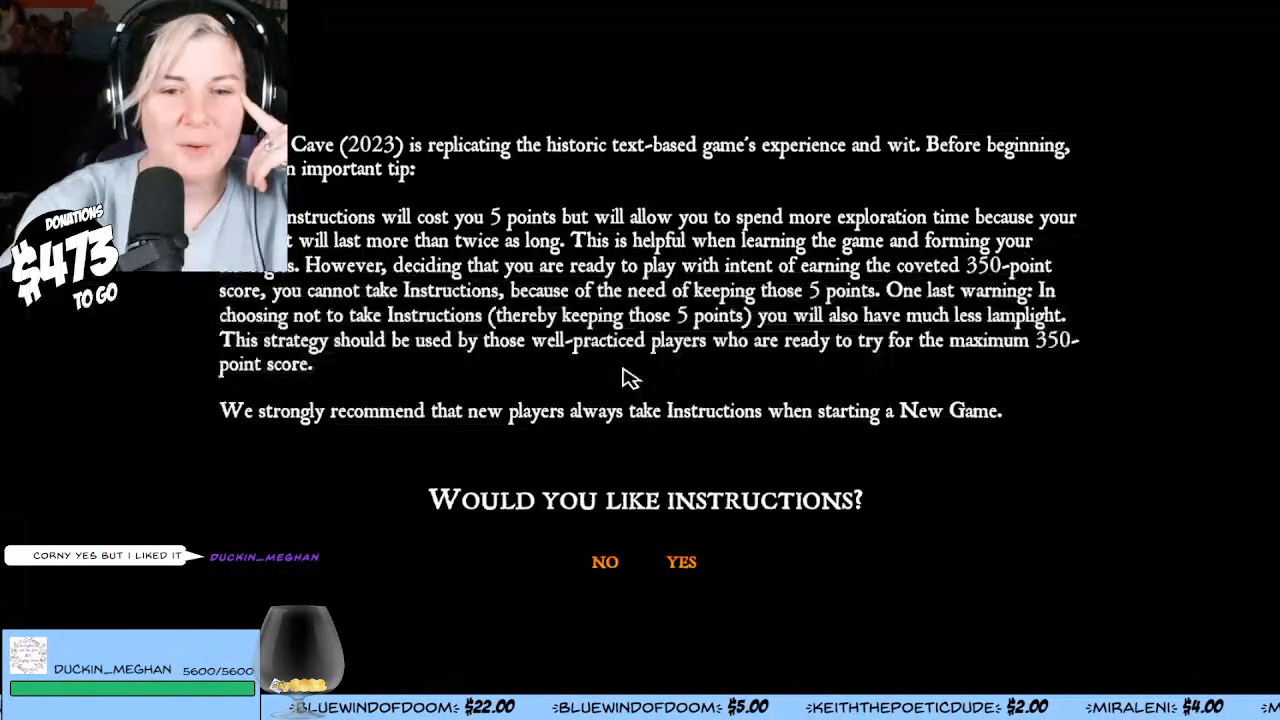 Cave (2023) is replicating the historic text-based game's experience and wit. Before beginning,
n important tip:
nstructions will cost you 5 points but will allow you to spend more exploration time because your
t will last more than twice as long. This is helpful when learning the game and forming your
However, deciding that you are ready to play with intent of earning the coveted 350-point
score, you cannot take Instructions, because of the need of keeping those 5 points. One last warning: In
choosing not to take Instructions (thereby keeping those 5 points) you will also have much less lamplight.
This strategy should be used by those well-practiced players who are ready to try for the maximum 350-
point score.
We strongly recommend that new players always take Instructions when starting a New Game.
WOULD YOU LIKE INSTRUCTIONS?
NO YES
DONATIONS
$473
TO GO
CORNY YES BUT I LIKED IT DUCKIN_MEGHAN
DUCKIN_MEGHAN 5600/5600
BLUEWINDOFDOOM: $22.00 BLUEWINDOFDOOM: $5.00 KEITHTHEPOETICDUDE: $2.00 MIRALENI: $4.00